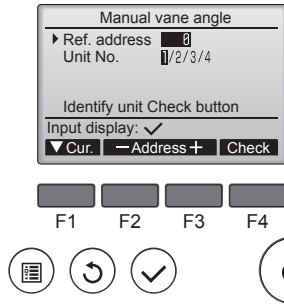 Manual vane angle
Ref. address 0
Unit No. 1/2/3/4
Identify unit Check button
Input display: ✓
▼ Cur. − Address + Check
F1 F2 F3 F4